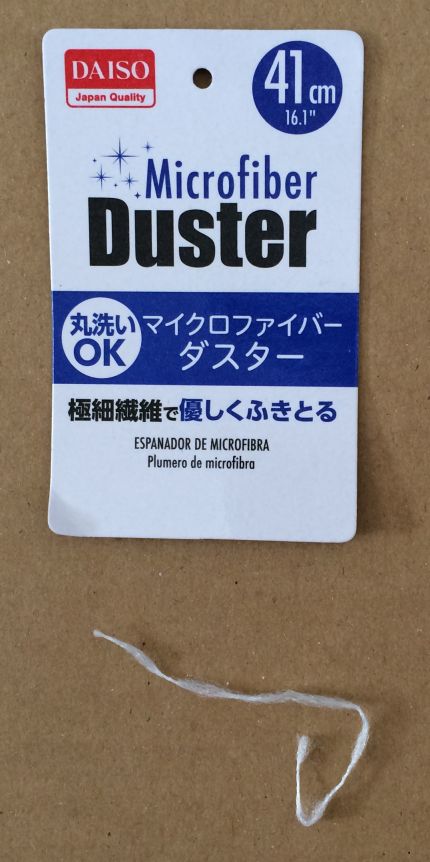 DAISO
Japan Quality
41cm
16.1"
Microfiber
Duster
丸洗い
OK
マイクロファイバー
ダスター
極細繊維で優しくふきとる
ESPANADOR DE MICROFIBRA
Plumero de microfibra